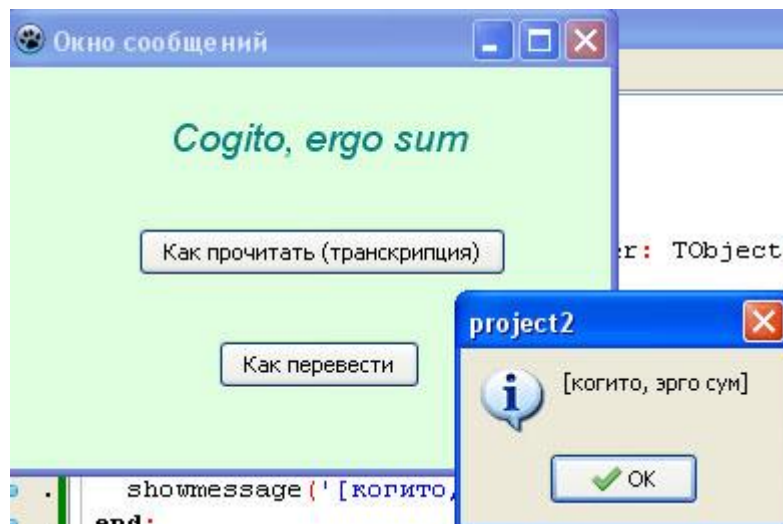 Окно сообщений
Cogito, ergo sum
Как прочитать (транскрипция)
Как перевести
: TObject
project2
[когито, эрго сум]
OK
showmessage('[когито,
end;